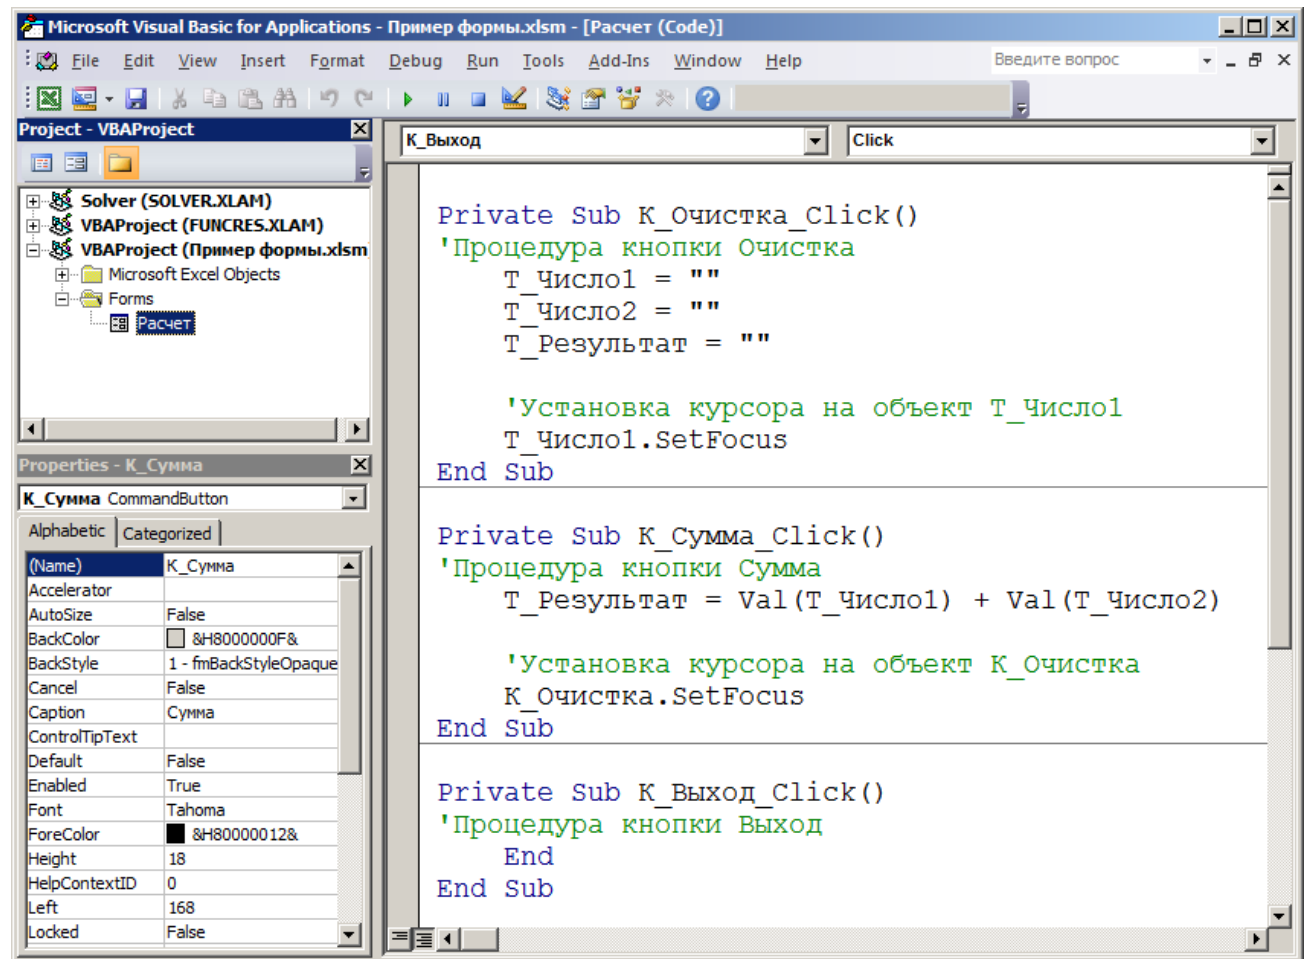 Microsoft Visual Basic for Applications - Пример формы.xlsm - [Расчет (Code)]
File Edit View Insert Format Debug Run Tools Add-Ins Window Help Введите вопрос
Project - VBAProject
Solver (SOLVER.XLAM)
VBAProject (FUNCRES.XLAM)
VBAProject (Пример формы.xlsm
Microsoft Excel Objects
Forms
Расчет
Properties - К_Сумма
К_Сумма CommandButton
Alphabetic Categorized
(Name) К_Сумма
Accelerator
AutoSize False
BackColor &H8000000F&
BackStyle 1 - fmBackStyleOpaque
Cancel False
Caption Сумма
ControlTipText
Default False
Enabled True
Font Tahoma
ForeColor &H80000012&
Height 18
HelpContextID 0
Left 168
Locked False
К_Выход Click
Private Sub К_Очистка_Click()
'Процедура кнопки Очистка
Т_Число1 = ""
Т_Число2 = ""
Т_Результат = ""
'Установка курсора на объект Т_Число1
Т_Число1.SetFocus
End Sub
Private Sub К_Сумма_Click()
'Процедура кнопки Сумма
Т_Результат = Val(Т_Число1) + Val(Т_Число2)
'Установка курсора на объект К_Очистка
К_Очистка.SetFocus
End Sub
Private Sub К_Выход_Click()
'Процедура кнопки Выход
End
End Sub